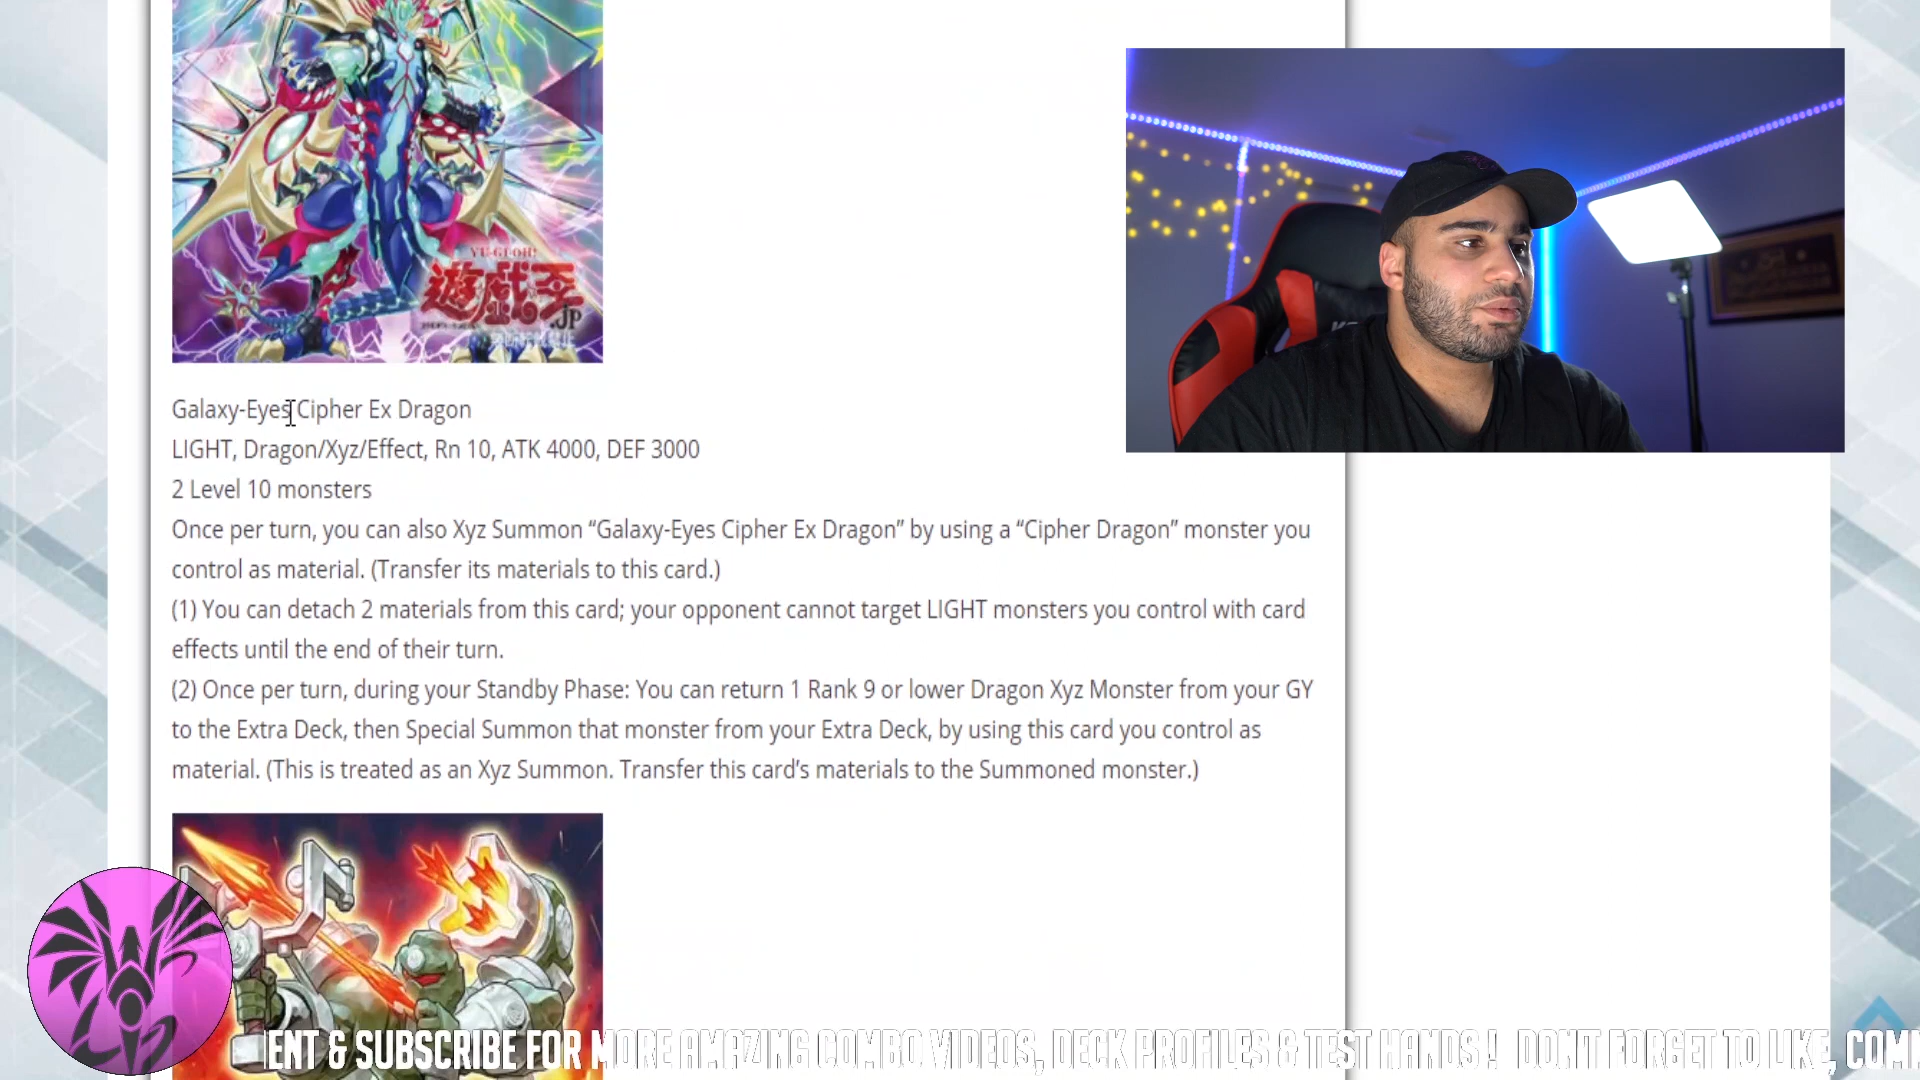 YU-GI-OH!
遊戯王
.JP
Galaxy-Eyes Cipher Ex Dragon
LIGHT, Dragon/Xyz/Effect, Rn 10, ATK 4000, DEF 3000
2 Level 10 monsters
Once per turn, you can also Xyz Summon “Galaxy-Eyes Cipher Ex Dragon” by using a “Cipher Dragon” monster you
control as material. (Transfer its materials to this card.)
(1) You can detach 2 materials from this card; your opponent cannot target LIGHT monsters you control with card
effects until the end of their turn.
(2) Once per turn, during your Standby Phase: You can return 1 Rank 9 or lower Dragon Xyz Monster from your GY
to the Extra Deck, then Special Summon that monster from your Extra Deck, by using this card you control as
material. (This is treated as an Xyz Summon. Transfer this card’s materials to the Summoned monster.)
ENT & SUBSCRIBE FOR MORE AMAZING COMBO VIDEOS, DECK PROFILES & TEST HANDS ! DON'T FORGET TO LIKE, COM